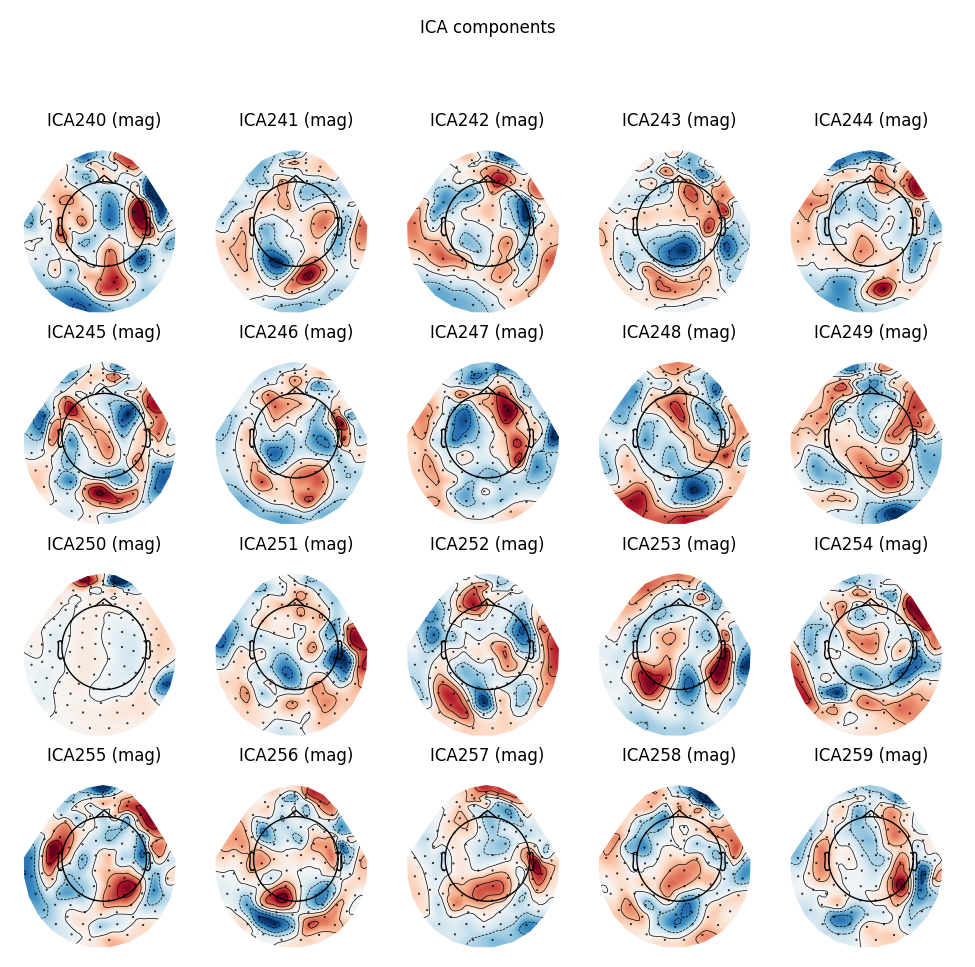 ICA components
ICA240 (mag) ICA241 (mag) ICA242 (mag) ICA243 (mag) ICA244 (mag)
ICA245 (mag) ICA246 (mag) ICA247 (mag) ICA248 (mag) ICA249 (mag)
ICA250 (mag) ICA251 (mag) ICA252 (mag) ICA253 (mag) ICA254 (mag)
ICA255 (mag) ICA256 (mag) ICA257 (mag) ICA258 (mag) ICA259 (mag)